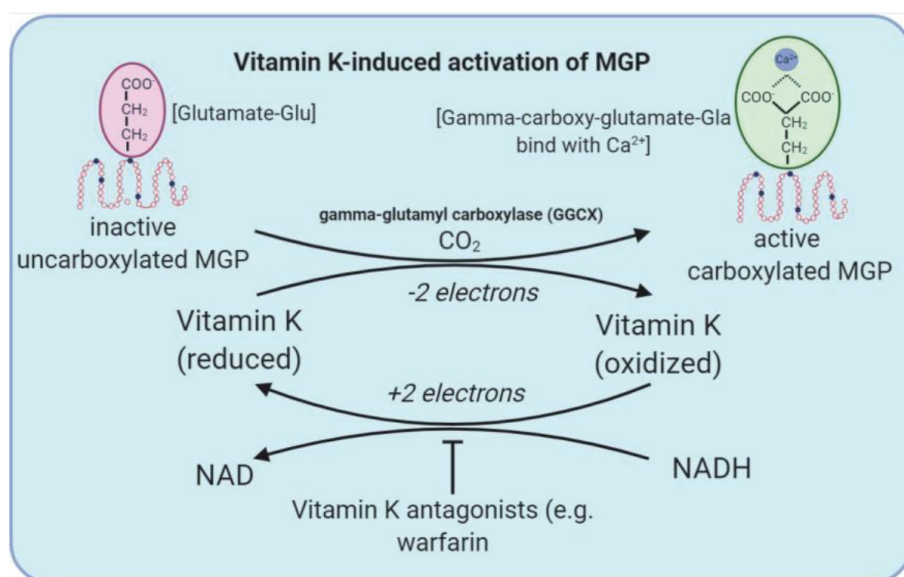 Vitamin K-induced activation of MGP
COO⁻
CH₂
CH₂
[Glutamate-Glu]
[Gamma-carboxy-glutamate-Gla
bind with Ca²⁺]
Ca²⁺
COO⁻ COO⁻
CH₂
CH₂
inactive
uncarboxylated MGP
gamma-glutamyl carboxylase (GGCX)
CO₂
active
carboxylated MGP
-2 electrons
Vitamin K
(reduced)
Vitamin K
(oxidized)
+2 electrons
NAD
NADH
Vitamin K antagonists (e.g.
warfarin